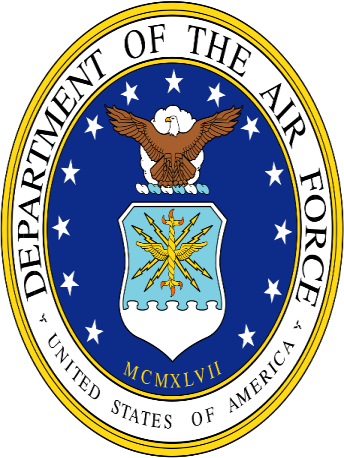 DEPARTMENT OF THE AIR FORCE
MCMXLVII
UNITED STATES OF AMERICA